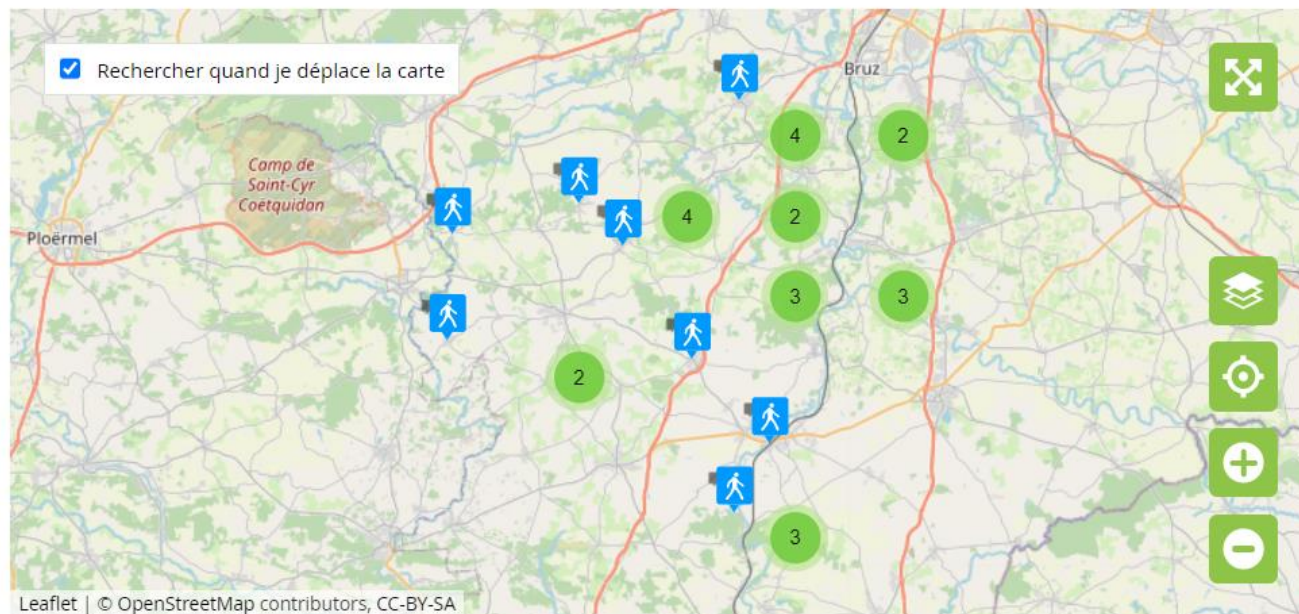 Rechercher quand je déplace la carte
Bruz
4
2
Camp de
Saint-Cyr
Coetquidan
4
2
Ploërmel
3
3
2
3
Leaflet | © OpenStreetMap contributors, CC-BY-SA